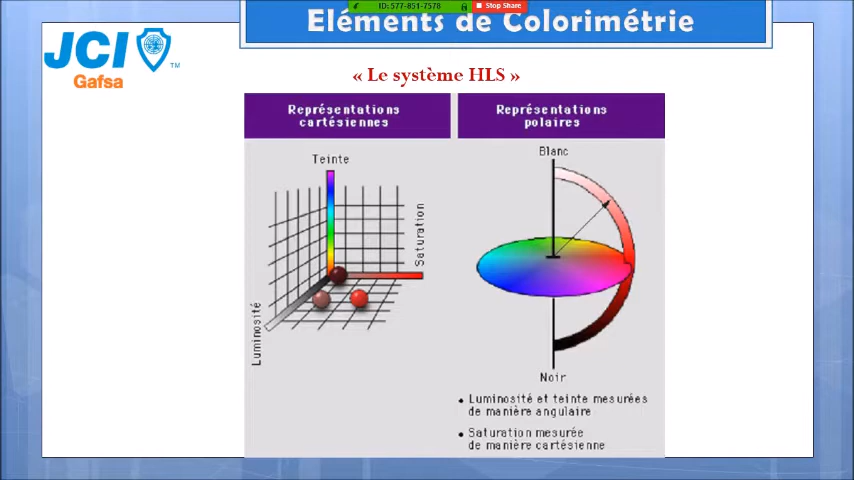 ID: 577-851-7578
Stop Share
Eléments de Colorimétrie
JCI
TM
Gafsa
« Le système HLS »
Représentations
cartésiennes
Représentations
polaires
Teinte
Saturation
Luminosité
Blanc
Noir
• Luminosité et teinte mesurées
de manière angulaire
• Saturation mesurée
de manière cartésienne